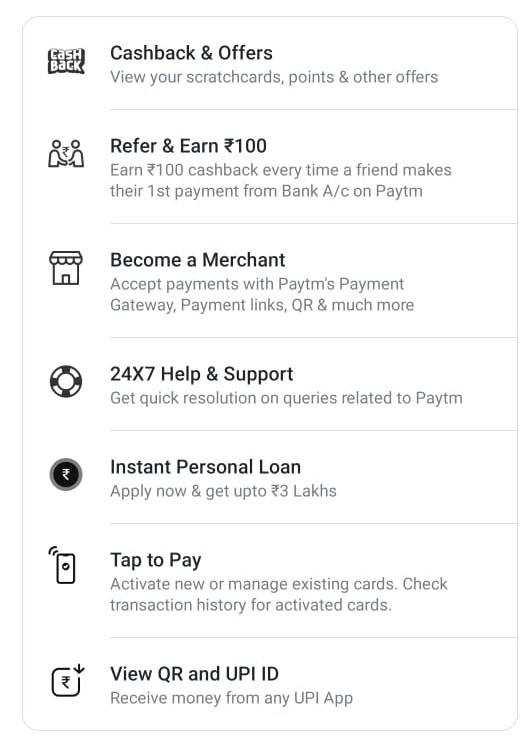 CASH
BACK
Cashback & Offers
View your scratchcards, points & other offers
₹
Refer & Earn ₹100
Earn ₹100 cashback every time a friend makes
their 1st payment from Bank A/c on Paytm
Become a Merchant
Accept payments with Paytm's Payment
Gateway, Payment links, QR & much more
24X7 Help & Support
Get quick resolution on queries related to Paytm
₹
Instant Personal Loan
Apply now & get upto ₹3 Lakhs
Tap to Pay
Activate new or manage existing cards. Check
transaction history for activated cards.
₹
View QR and UPI ID
Receive money from any UPI App